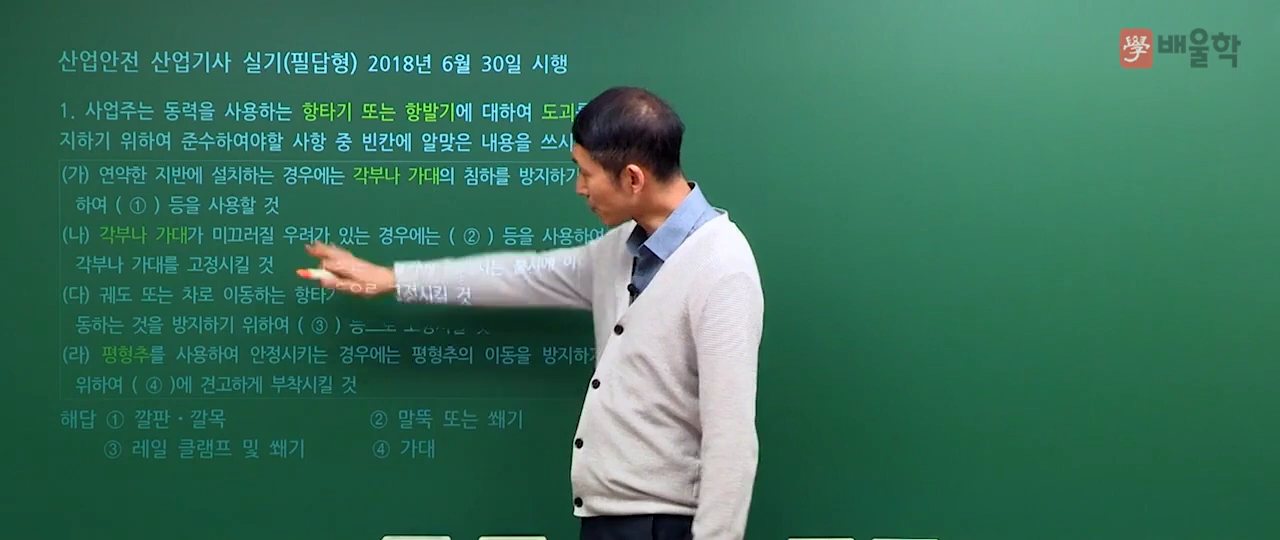 산업안전 산업기사 실기(필답형) 2018년 6월 30일 시행
學 배울학
1. 사업주는 동력을 사용하는 항타기 또는 항발기에 대하여 도괴
지하기 위하여 준수하여야할 사항 중 빈칸에 알맞은 내용을 쓰시
(가) 연약한 지반에 설치하는 경우에는 각부나 가대의 침하를 방지하기
하여 ( ① ) 등을 사용할 것
(나) 각부나 가대가 미끄러질 우려가 있는 경우에는 ( ② ) 등을 사용하여
각부나 가대를 고정시킬 것
(다) 궤도 또는 차로 이동하는 항타기
동하는 것을 방지하기 위하여 ( ③ ) 등으로 고정시킬 것
(라) 평형추를 사용하여 안정시키는 경우에는 평형추의 이동을 방지하기
위하여 ( ④ )에 견고하게 부착시킬 것
해답 ① 깔판·깔목 ② 말뚝 또는 쐐기
③ 레일 클램프 및 쐐기 ④ 가대